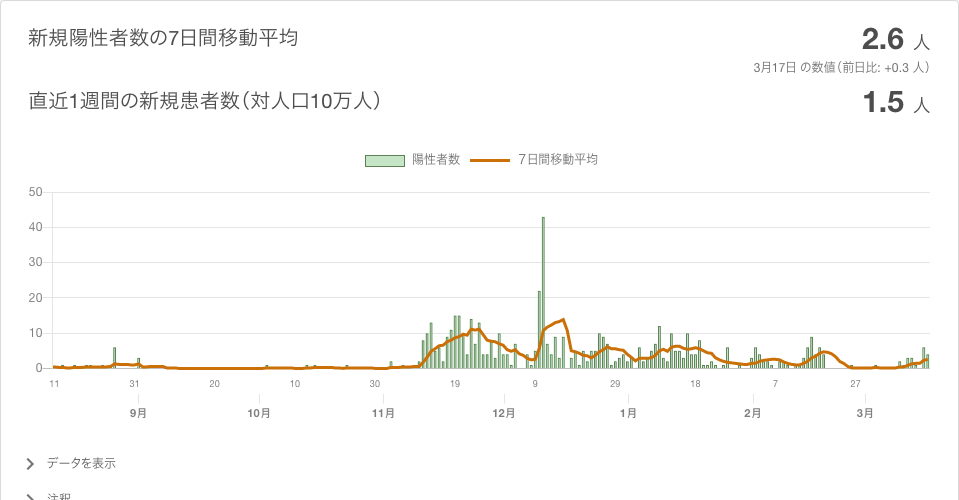 新規陽性者数の7日間移動平均
2.6 人
3月17日 の数値（前日比: +0.3 人）
直近1週間の新規患者数（対人口10万人）
1.5 人
陽性者数 7日間移動平均
50
40
30
20
10
0
11 31 20 10 30 19 9 29 18 7 27
9月 10月 11月 12月 1月 2月 3月
データを表示
注釈